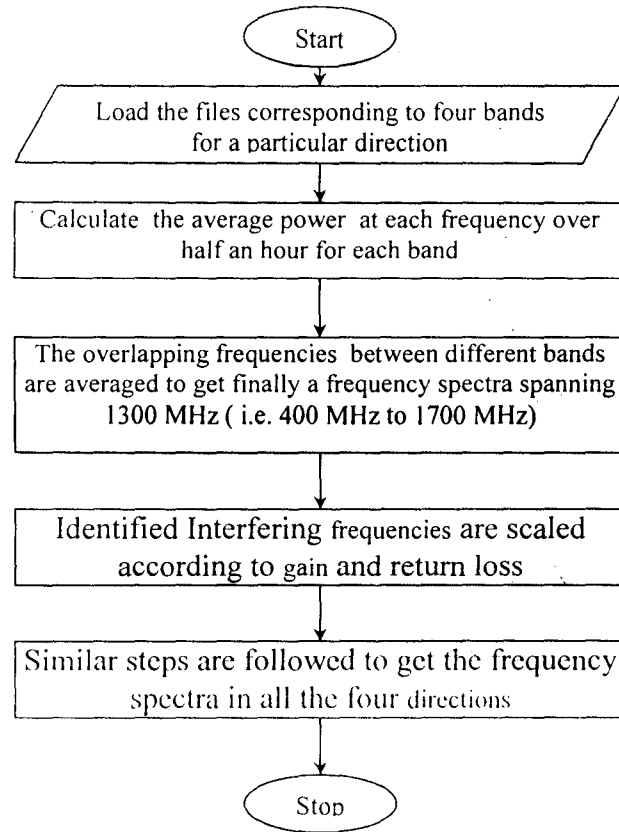 Start
Load the files corresponding to four bands
for a particular direction
Calculate the average power at each frequency over
half an hour for each band
The overlapping frequencies between different bands
are averaged to get finally a frequency spectra spanning
1300 MHz ( i.e. 400 MHz to 1700 MHz)
Identified Interfering frequencies are scaled
according to gain and return loss
Similar steps are followed to get the frequency
spectra in all the four directions
Stop